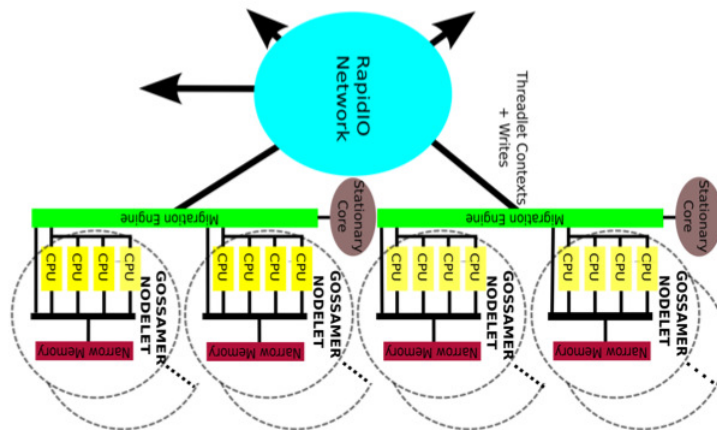 RapidIO
Network
Threadlet Contexts
+ Writes
Migration Engine
Stationary
Core
Migration Engine
Stationary
Core
CPU
CPU
CPU
CPU
GOSSAMER
NODELET
Narrow Memory
CPU
CPU
CPU
CPU
GOSSAMER
NODELET
Narrow Memory
CPU
CPU
CPU
CPU
GOSSAMER
NODELET
Narrow Memory
CPU
CPU
CPU
CPU
GOSSAMER
NODELET
Narrow Memory